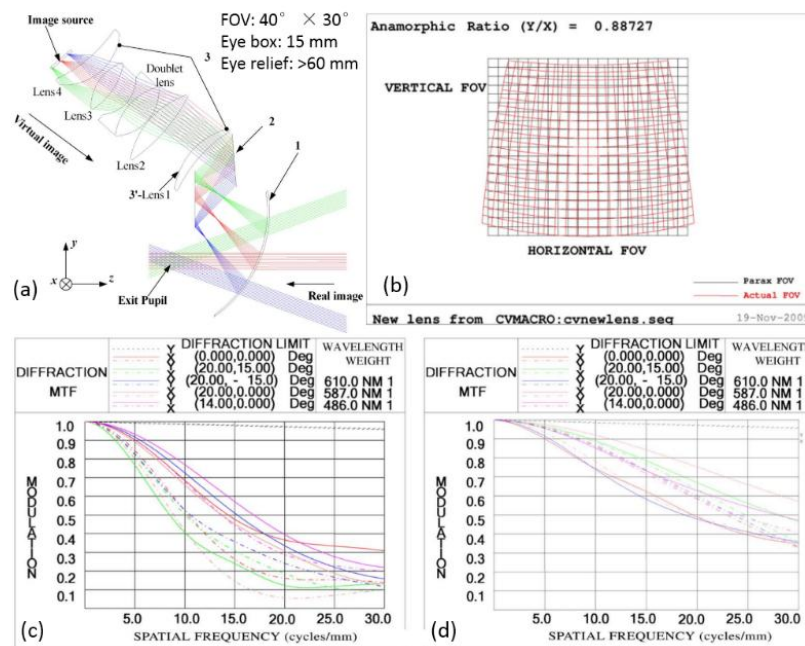 FOV: 40° × 30°
Eye box: 15 mm
Eye relief: >60 mm
Image source
3
Doublet
lens
Lens4
Lens3
Lens2
2
1
Virtual image
3'-Lens1
y
x
z
Exit Pupil
Real image
(a)
Anamorphic Ratio (Y/X) = 0.88727
VERTICAL FOV
HORIZONTAL FOV
(b)
Parax FOV
Actual FOV
New lens from CVMACRO:cvnewlens.seq
DIFFRACTION
MTF
Y
X
DIFFRACTION LIMIT
(0.000,0.000) Deg
(20.00,15.00) Deg
(20.00, - 15.0) Deg
(20.00,0.000) Deg
(14.00,0.000) Deg
WAVELENGTH
WEIGHT
610.0 NM 1
587.0 NM 1
486.0 NM 1
1.0
0.9
0.8
0.7
0.6
0.5
0.4
0.3
0.2
0.1
MODULATION
5.0 10.0 15.0 20.0 25.0 30.0
SPATIAL FREQUENCY (cycles/mm)
(c)
DIFFRACTION
MTF
Y
X
DIFFRACTION LIMIT
(0.000,0.000) Deg
(20.00,15.00) Deg
(20.00, - 15.0) Deg
(20.00,0.000) Deg
(14.00,0.000) Deg
WAVELENGTH
WEIGHT
610.0 NM 1
587.0 NM 1
486.0 NM 1
1.0
0.9
0.8
0.7
0.6
0.5
0.4
0.3
0.2
0.1
MODULATION
5.0 10.0 15.0 20.0 25.0 30.0
SPATIAL FREQUENCY (cycles/mm)
(d)